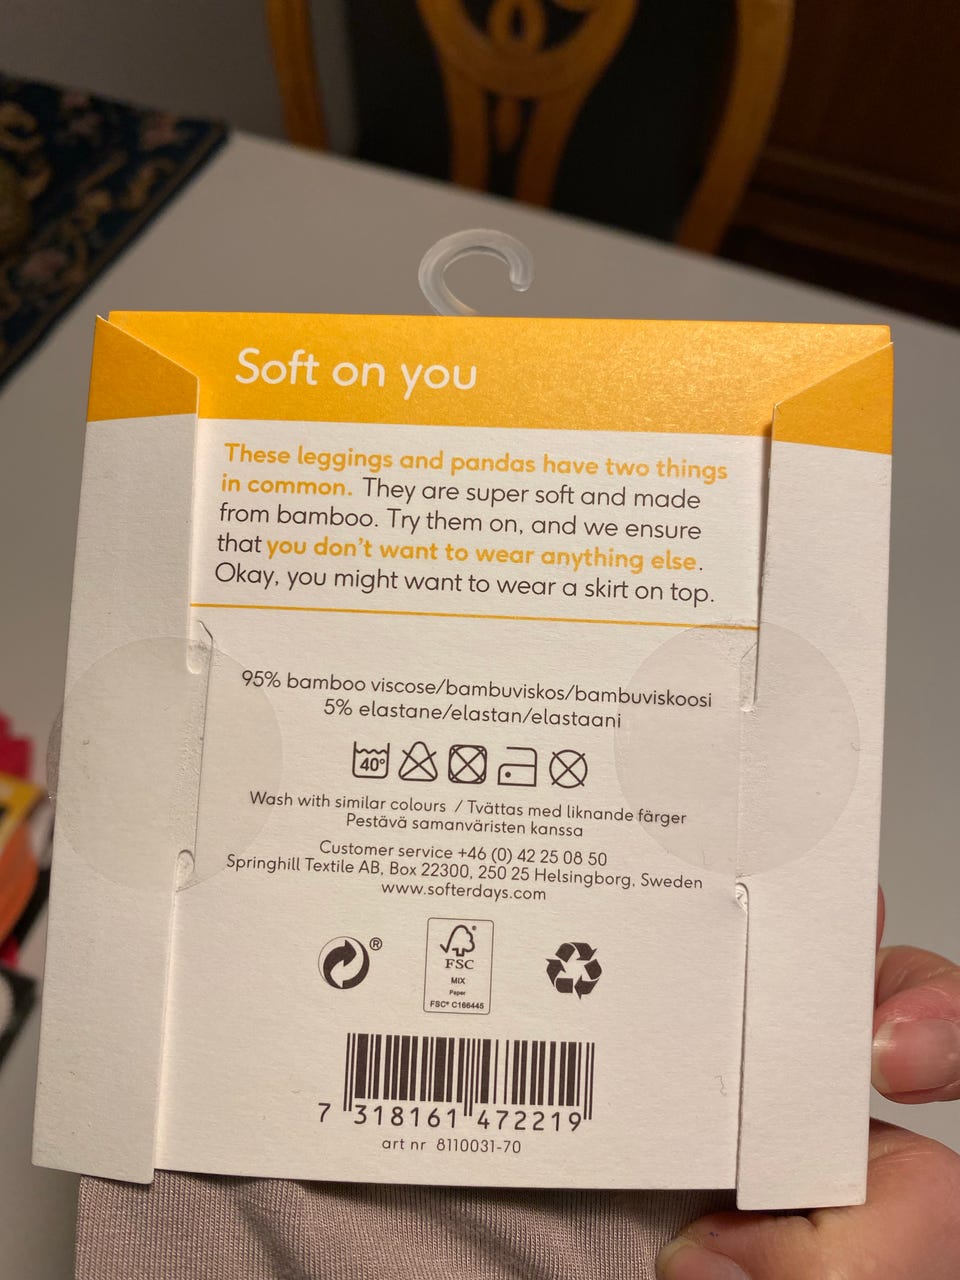 Soft on you
These leggings and pandas have two things
in common. They are super soft and made
from bamboo. Try them on, and we ensure
that you don't want to wear anything else.
Okay, you might want to wear a skirt on top.
95% bamboo viscose/bambuviskos/bambuviskoosi
5% elastane/elastan/elastaani
40°
Wash with similar colours / Tvättas med liknande färger
Pestävä samanväristen kanssa
Customer service +46 (0) 42 25 08 50
Springhill Textile AB, Box 22300, 250 25 Helsingborg, Sweden
www.softerdays.com
®
FSC
MIX
Paper
FSC® C166445
7 318161 472219
art nr 8110031-70